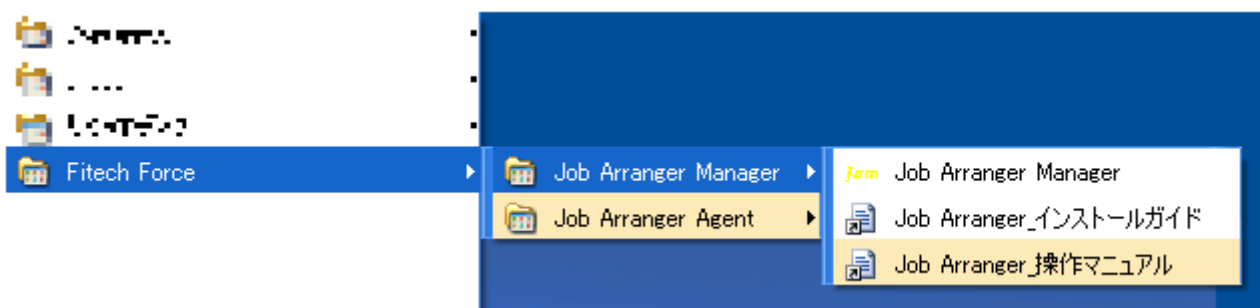 Fitech Force
Job Arranger Manager
Job Arranger Agent
Jam Job Arranger Manager
Job Arranger_インストールガイド
Job Arranger_操作マニュアル